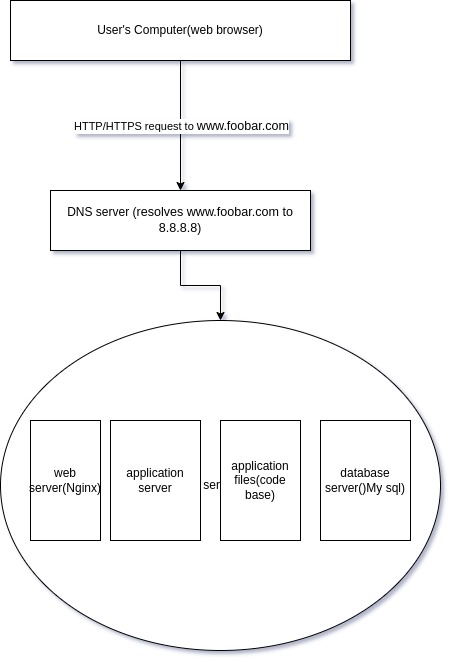 User's Computer(web browser)
HTTP/HTTPS request to www.foobar.com
DNS server (resolves www.foobar.com to
8.8.8.8)
web
server(Nginx)
application
server
ser
application
files(code
base)
database
server()My sql)